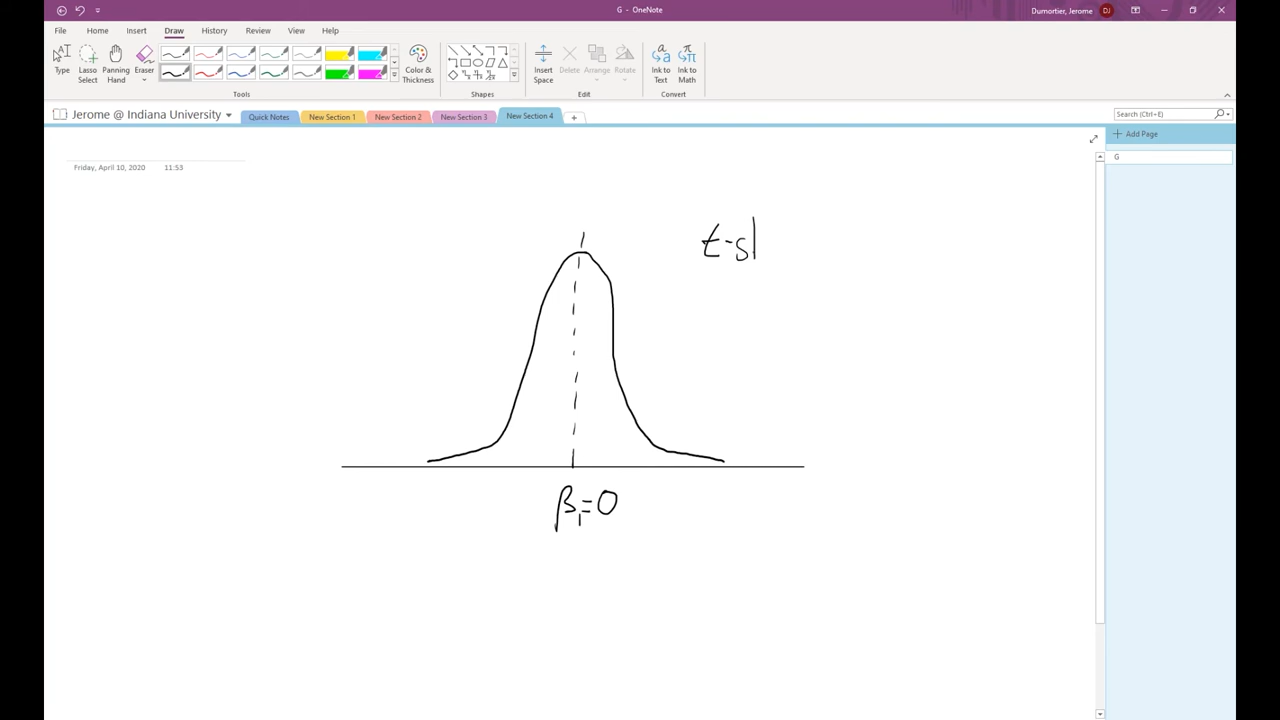 G - OneNote
Dumortier, Jerome DJ
File Home Insert Draw History Review View Help
Type Lasso Select Panning Hand Eraser Color & Thickness Insert Space Delete Arrange Rotate Ink to Text Ink to Math
Tools Shapes Edit Convert
Jerome @ Indiana University Quick Notes New Section 1 New Section 2 New Section 3 New Section 4 + Search (Ctrl+E)
Add Page
G
Friday, April 10, 2020 11:53
t-sl
β₁=0